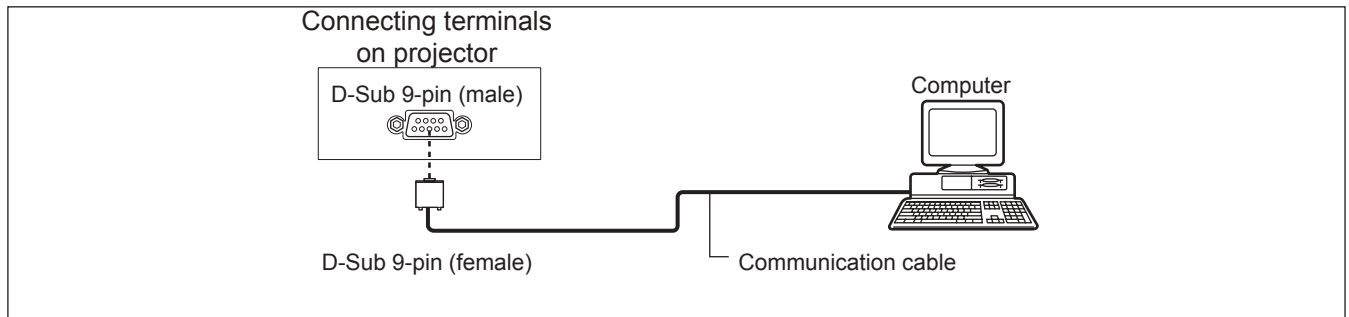 Connecting terminals
on projector
D-Sub 9-pin (male)
Computer
D-Sub 9-pin (female)
Communication cable